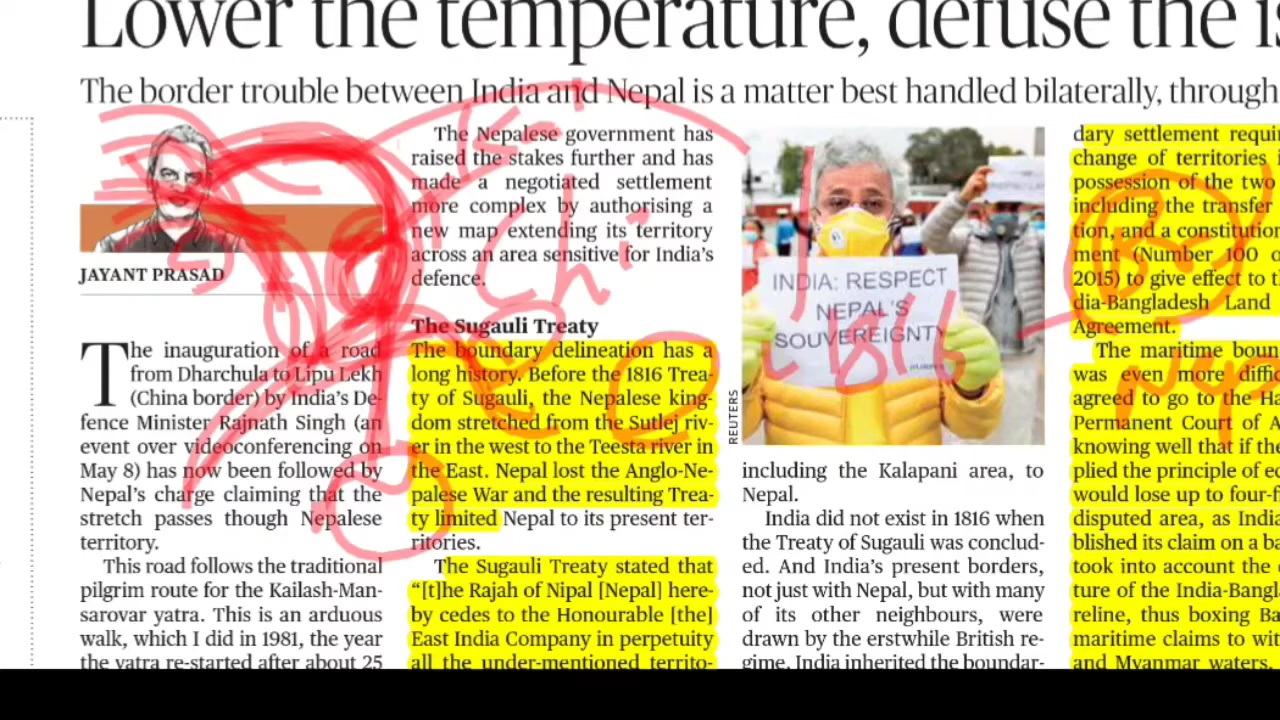 Lower the temperature, defuse the is
The border trouble between India and Nepal is a matter best handled bilaterally, through
JAYANT PRASAD
The inauguration of a road
from Dharchula to Lipu Lekh
(China border) by India’s De-
fence Minister Rajnath Singh (an
event over videoconferencing on
May 8) has now been followed by
Nepal’s charge claiming that the
stretch passes though Nepalese
territory.
This road follows the traditional
pilgrim route for the Kailash-Man-
sarovar yatra. This is an arduous
walk, which I did in 1981, the year
the yatra re-started after about 25
The Nepalese government has
raised the stakes further and has
made a negotiated settlement
more complex by authorising a
new map extending its territory
across an area sensitive for India’s
defence.
The Sugauli Treaty
The boundary delineation has a
long history. Before the 1816 Trea-
ty of Sugauli, the Nepalese king-
dom stretched from the Sutlej riv-
er in the west to the Teesta river in
the East. Nepal lost the Anglo-Ne-
palese War and the resulting Trea-
ty limited Nepal to its present ter-
ritories.
The Sugauli Treaty stated that
“[t]he Rajah of Nipal [Nepal] here-
by cedes to the Honourable [the]
East India Company in perpetuity
all the under-mentioned territo-
INDIA: RESPECT
NEPAL'S
SOUVEREIGNTY
REUTERS
1816
including the Kalapani area, to
Nepal.
India did not exist in 1816 when
the Treaty of Sugauli was conclud-
ed. And India’s present borders,
not just with Nepal, but with many
of its other neighbours, were
drawn by the erstwhile British re-
gime. India inherited the boundar-
dary settlement requi
change of territories i
possession of the two
including the transfer
tion, and a constitution
ment (Number 100 o
2015) to give effect to t
dia-Bangladesh Land
Agreement.
The maritime boun
was even more diffic
agreed to go to the Ha
Permanent Court of A
knowing well that if the
plied the principle of e
would lose up to four-f
disputed area, as India
blished its claim on a ba
took into account the
ture of the India-Bangl
reline, thus boxing Ba
maritime claims to wit
and Myanmar waters.